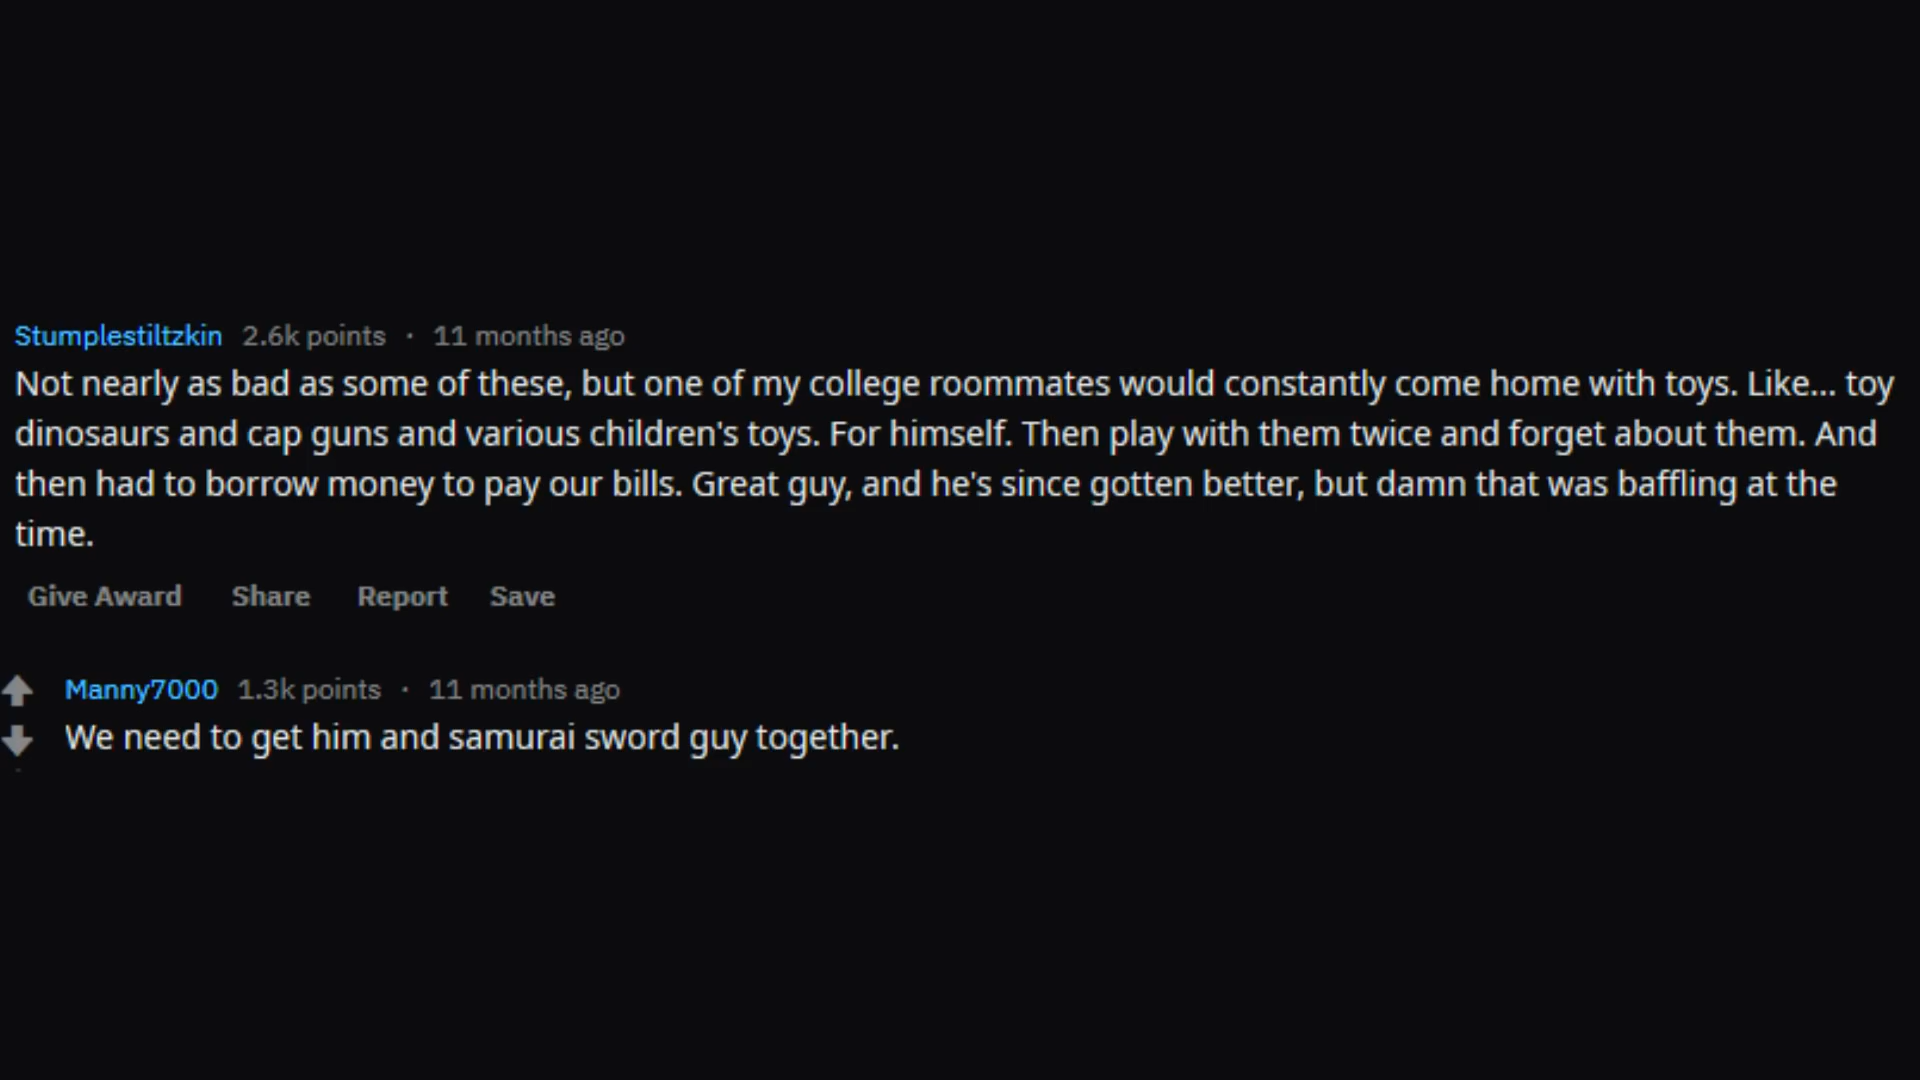 Stumplestiltzkin 2.6k points · 11 months ago
Not nearly as bad as some of these, but one of my college roommates would constantly come home with toys. Like... toy
dinosaurs and cap guns and various children's toys. For himself. Then play with them twice and forget about them. And
then had to borrow money to pay our bills. Great guy, and he's since gotten better, but damn that was baffling at the
time.
Give Award Share Report Save
Manny7000 1.3k points · 11 months ago
We need to get him and samurai sword guy together.